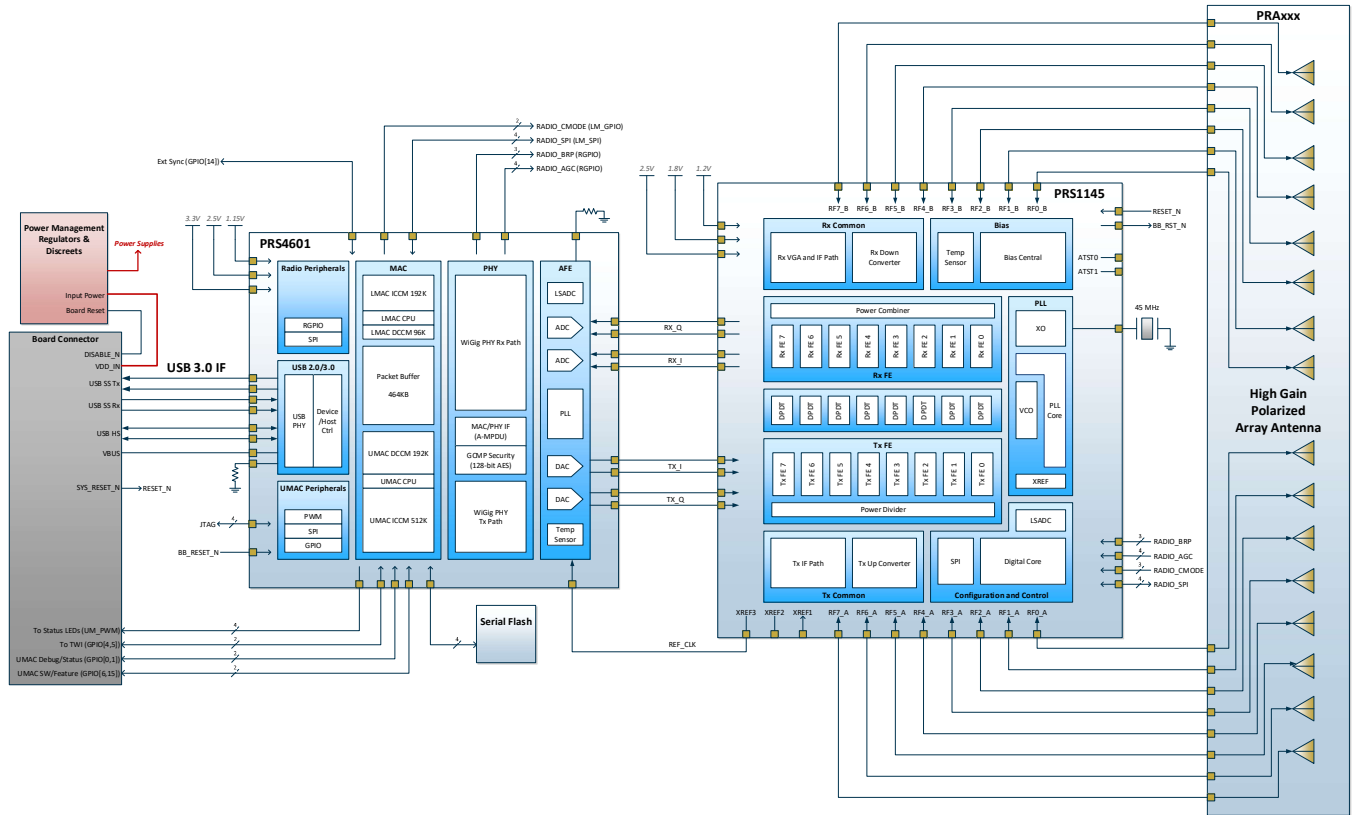 PRAxxx
RADIO_CMODE (LM_GPIO)
RADIO_SPI (LM_SPI)
RADIO_BRP (RGPIO)
RADIO_AGC (RGPIO)
2
4
3
4
Ext Sync (GPIO[14])
2.5V
1.8V
1.2V
PRS1145
RF7_B
RF6_B
RF5_B
RF4_B
RF3_B
RF2_B
RF1_B
RF0_B
RESET_N
BB_RST_N
ATST0
ATST1
45 MHz
Power Management
Regulators &
Discreets
Power Supplies
Input Power
Board Reset
3.3V
2.5V
1.15V
PRS4601
Radio Peripherals
RGPIO
SPI
MAC
LMAC ICCM 192K
LMAC CPU
LMAC DCCM 96K
Packet Buffer
464KB
UMAC DCCM 192K
UMAC CPU
UMAC ICCM 512K
PHY
WiGig PHY Rx Path
MAC/PHY IF
(A-MPDU)
GCMP Security
(128-bit AES)
WiGig PHY
Tx Path
AFE
LSADC
ADC
ADC
PLL
DAC
DAC
Temp
Sensor
RX_Q
RX_I
TX_I
TX_Q
Rx Common
Rx VGA and IF Path
Rx Down
Converter
Bias
Temp
Sensor
Bias Central
Power Combiner
Rx FE 7
Rx FE 6
Rx FE 5
Rx FE 4
Rx FE 3
Rx FE 2
Rx FE 1
Rx FE 0
Rx FE
PLL
XO
VCO
PLL
Core
XREF
DPDT
DPDT
DPDT
DPDT
DPDT
DPDT
DPDT
DPDT
Tx FE
Tx FE 7
Tx FE 6
Tx FE 5
Tx FE 4
Tx FE 3
Tx FE 2
Tx FE 1
Tx FE 0
Power Divider
Tx IF Path
Tx Up Converter
Tx Common
LSADC
SPI
Digital Core
Configuration and Control
RADIO_BRP
RADIO_AGC
RADIO_CMODE
RADIO_SPI
3
4
3
4
XREF3
XREF2
XREF1
RF7_A
RF6_A
RF5_A
RF4_A
RF3_A
RF2_A
RF1_A
RF0_A
REF_CLK
Board Connector
DISABLE_N
VDD_IN
USB 3.0 IF
USB SS Tx
USB SS Rx
USB HS
VBUS
USB 2.0/3.0
USB
PHY
Device
/Host
Ctrl
SYS_RESET_N
RESET_N
UMAC Peripherals
PWM
SPI
GPIO
JTAG
4
BB_RESET_N
To Status LEDs (UM_PWM)
To TWI (GPIO[4,5])
UMAC Debug/Status (GPIO[0,1])
UMAC SW/Feature (GPIO[6,15])
4
2
2
2
4
Serial Flash
High Gain
Polarized
Array Antenna